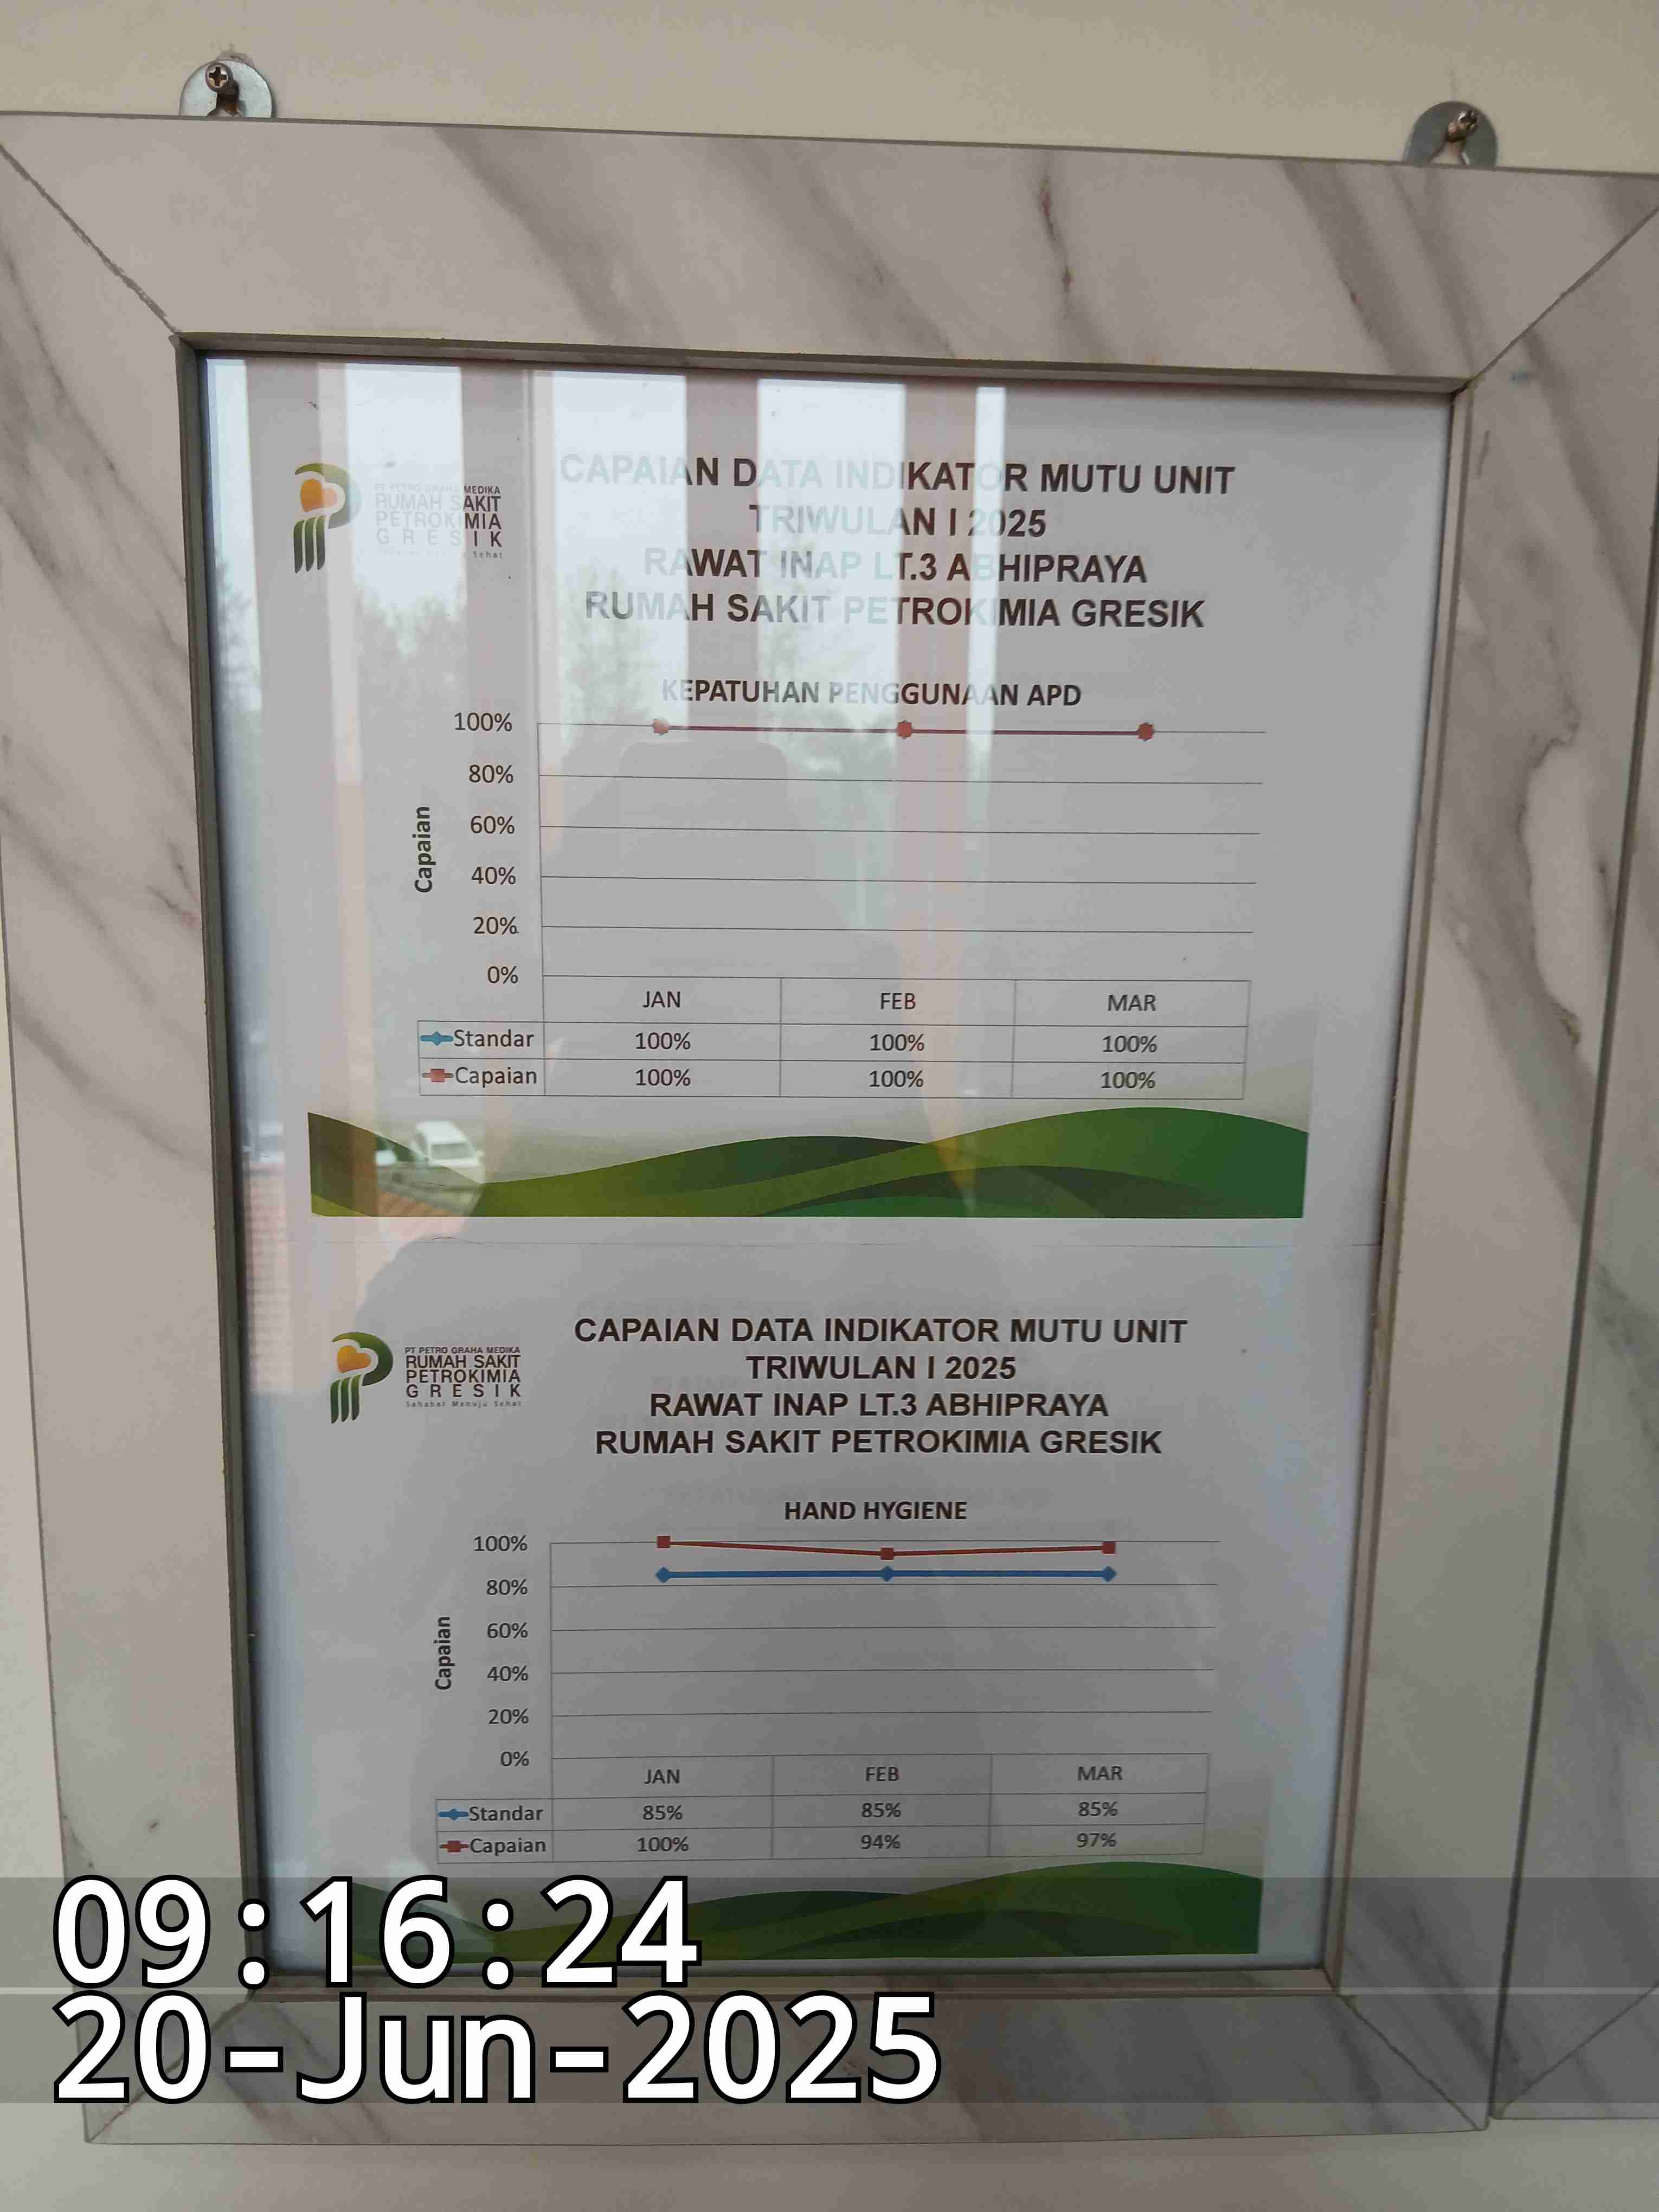 PT PETRO GRAHA MEDIKA
RUMAH SAKIT
PETROKIMIA
GRESIK
CAPAIAN DATA INDIKATOR MUTU UNIT
TRIWULAN I 2025
RAWAT INAP LT.3 ABHIPRAYA
RUMAH SAKIT PETROKIMIA GRESIK
KEPATUHAN PENGGUNAAN APD
Capaian
100%
80%
60%
40%
20%
0%
JAN FEB MAR
Standar 100% 100% 100%
Capaian 100% 100% 100%
PT PETRO GRAHA MEDIKA
RUMAH SAKIT
PETROKIMIA
GRESIK
Sahabat Menuju Sehat
CAPAIAN DATA INDIKATOR MUTU UNIT
TRIWULAN I 2025
RAWAT INAP LT.3 ABHIPRAYA
RUMAH SAKIT PETROKIMIA GRESIK
HAND HYGIENE
Capaian
100%
80%
60%
40%
20%
0%
JAN FEB MAR
Standar 85% 85% 85%
Capaian 100% 94% 97%
09:16:24
20-Jun-2025